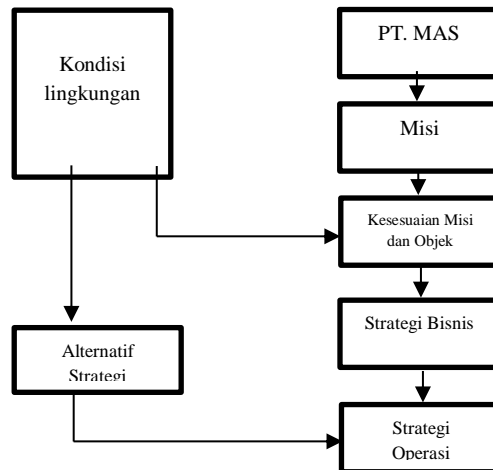 Kondisi
lingkungan
PT. MAS
Misi
Kesesuaian Misi
dan Objek
Strategi Bisnis
Alternatif
Strategi
Strategi
Operasi